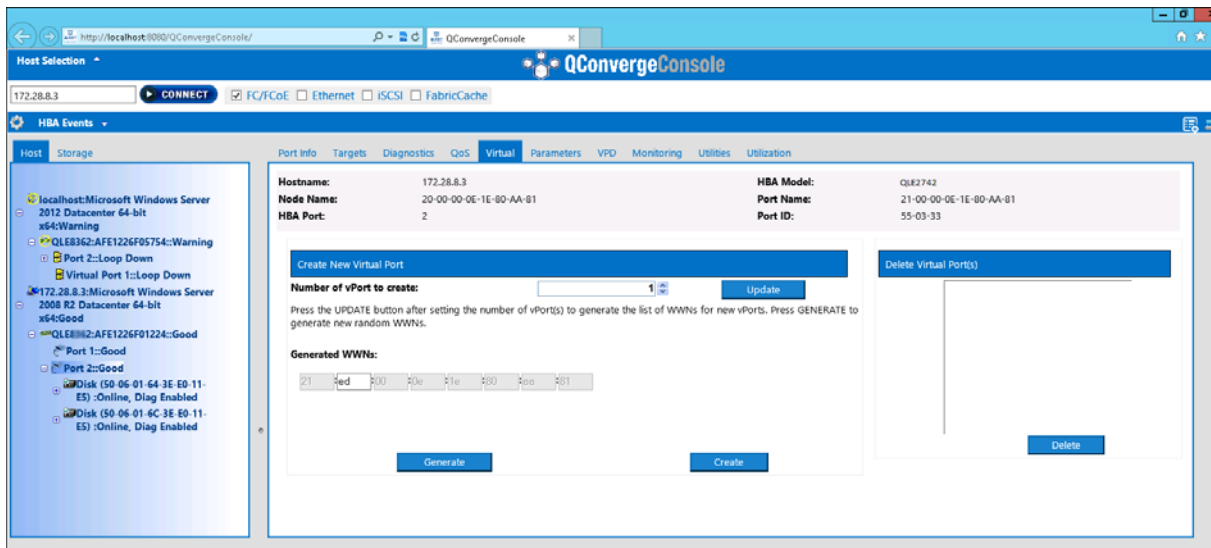 http://localhost:8080/QConvergeConsole/
QConvergeConsole
Host Selection
QConvergeConsole
172.28.8.3
CONNECT
FC/FCoE
Ethernet
iSCSI
FabricCache
HBA Events
Host
Storage
Port Info
Targets
Diagnostics
QoS
Virtual
Parameters
VPD
Monitoring
Utilities
Utilization
localhost:Microsoft Windows Server
2012 Datacenter 64-bit
x64:Warning
QLE8362:AFE1226F05754::Warning
Port 2::Loop Down
Virtual Port 1::Loop Down
172.28.8.3:Microsoft Windows Server
2008 R2 Datacenter 64-bit
x64:Good
:AFE1226F01224::Good
Port 1::Good
Port 2::Good
Disk (50-06-01-64-3E-E0-11-
E5) :Online, Diag Enabled
Disk (50-06-01-6C-3E-E0-11-
E5) :Online, Diag Enabled
Hostname: 172.28.8.3
HBA Model: QLE2742
Node Name: 20-00-00-0E-1E-80-AA-81
Port Name: 21-00-00-0E-1E-80-AA-81
HBA Port: 2
Port ID: 55-03-33
Create New Virtual Port
Number of vPort to create: 1
Update
Press the UPDATE button after setting the number of vPort(s) to generate the list of WWNs for new vPorts. Press GENERATE to
generate new random WWNs.
Generated WWNs:
21 :ed :00 :0e :1e :80 :aa :81
Generate
Create
Delete Virtual Port(s)
Delete